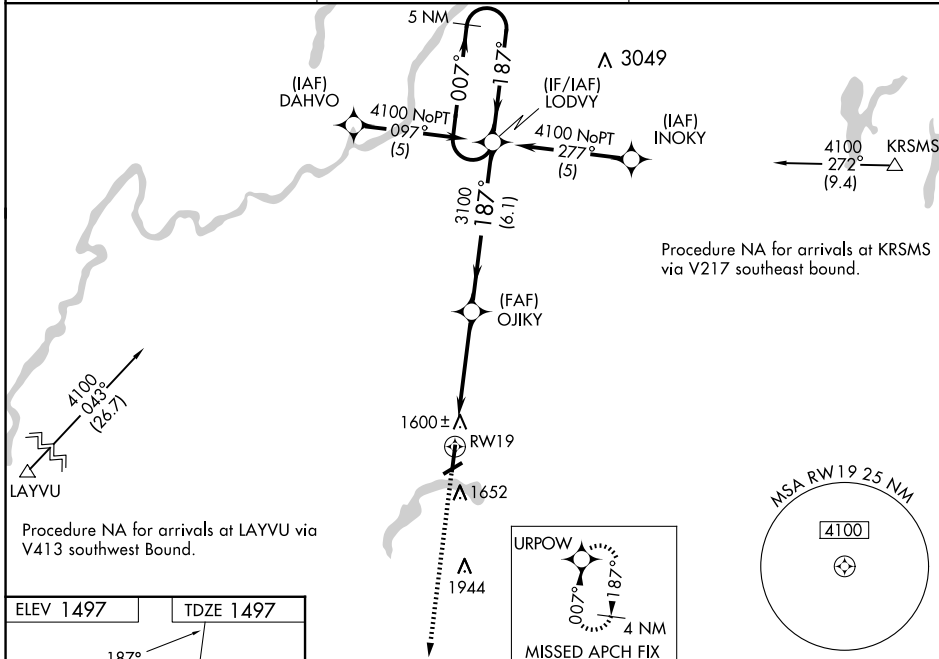 5 NM
007°
187°
3049
(IAF)
DAHVO
4100 NoPT
097°
(5)
(IF/IAF)
LODVY
4100 NoPT
277°
(5)
(IAF)
INOKY
4100
272°
(9.4)
KRSMS
Procedure NA for arrivals at KRSMS
via V217 southeast bound.
3100
187°
(6.1)
(FAF)
OJIKY
4100
043°
(26.7)
LAYVU
Procedure NA for arrivals at LAYVU via
V413 southwest Bound.
1600 ±
RW19
1652
1944
URPOW
007°
187°
4 NM
MISSED APCH FIX
MSA RW19 25 NM
4100
ELEV 1497
TDZE 1497
187°